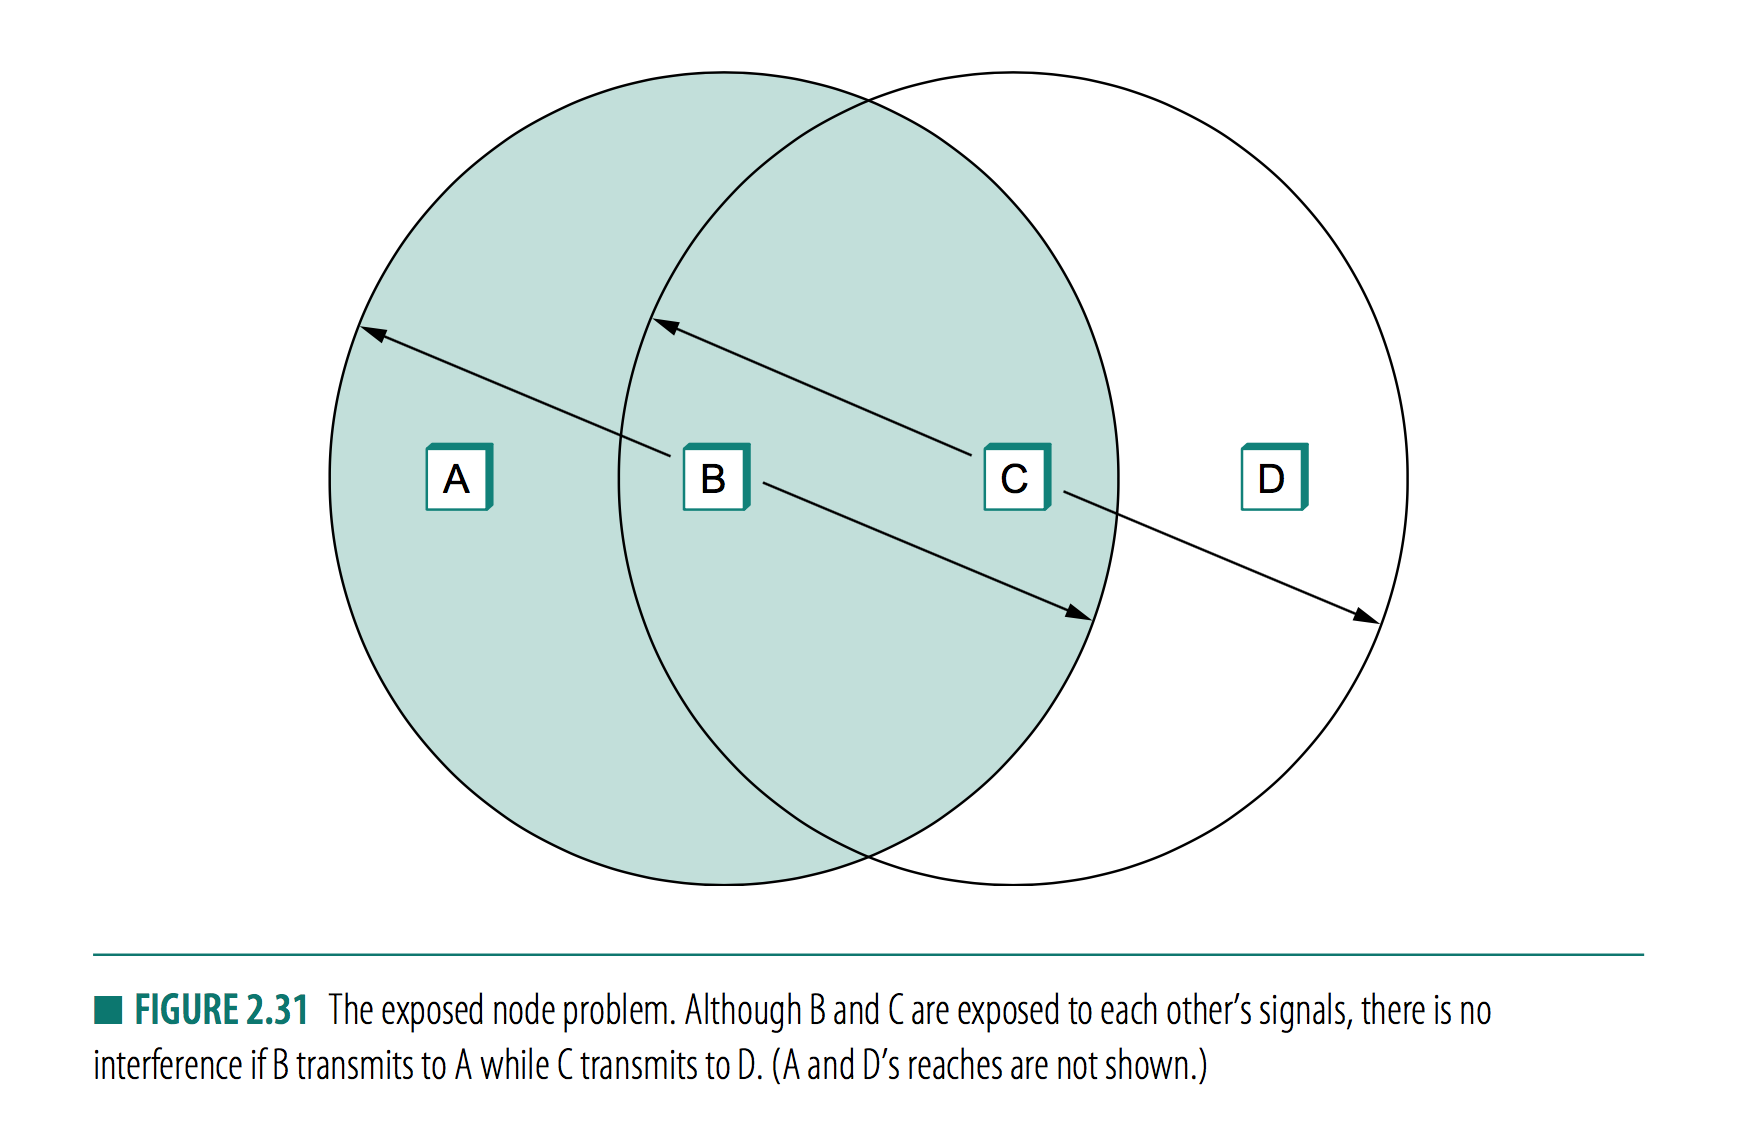 A B C D
■ FIGURE 2.31 The exposed node problem. Although B and C are exposed to each other’s signals, there is no
interference if B transmits to A while C transmits to D. (A and D’s reaches are not shown.)